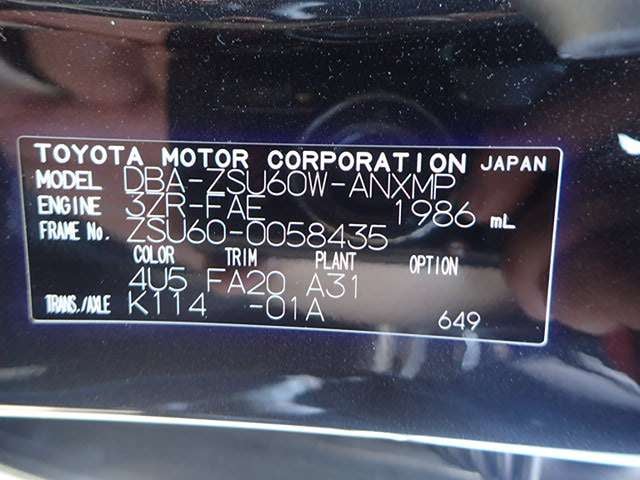 TOYOTA MOTOR CORPORATION JAPAN
MODEL DBA-ZSU60W-ANXMP
ENGINE 3ZR-FAE 1986 mL
FRAME No. ZSU60-0058435
COLOR TRIM PLANT OPTION
4U5 FA20 A31
TRANS./AXLE K114 -01A
649